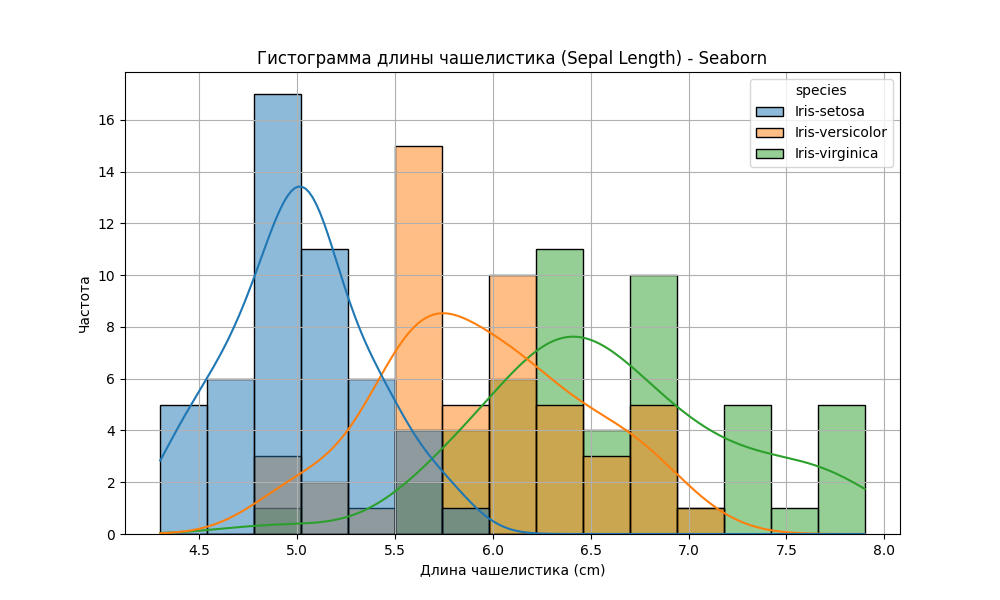 Гистограмма длины чашелистика (Sepal Length) - Seaborn
species
Iris-setosa
Iris-versicolor
Iris-virginica
Частота
16
14
12
10
8
6
4
2
0
4.5 5.0 5.5 6.0 6.5 7.0 7.5 8.0
Длина чашелистика (cm)